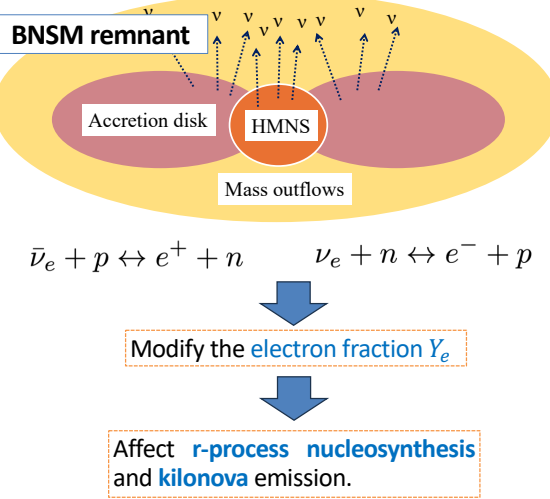 ν ν ν ν ν ν ν ν ν
BNSM remnant
Accretion disk
HMNS
Mass outflows
ν̄ₑ + p ↔ e⁺ + n νₑ + n ↔ e⁻ + p
Modify the electron fraction Yₑ
Affect r-process nucleosynthesis
and kilonova emission.